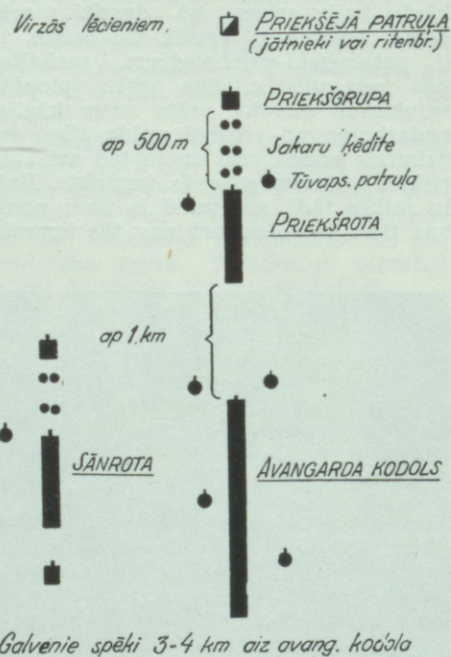 Virzās lēcieniem.
PRIEKŠĒJĀ PATRUĻA
(jātnieki vai ritenbr.)
PRIEKŠGRUPA
ap 500 m
Sakaru ķēdīte
Tūvaps. patruļa
PRIEKŠROTA
ap 1 km
SĀNROTA
AVANGARDA KODOLS
Galvenie spēki 3-4 km aiz avang. kodola